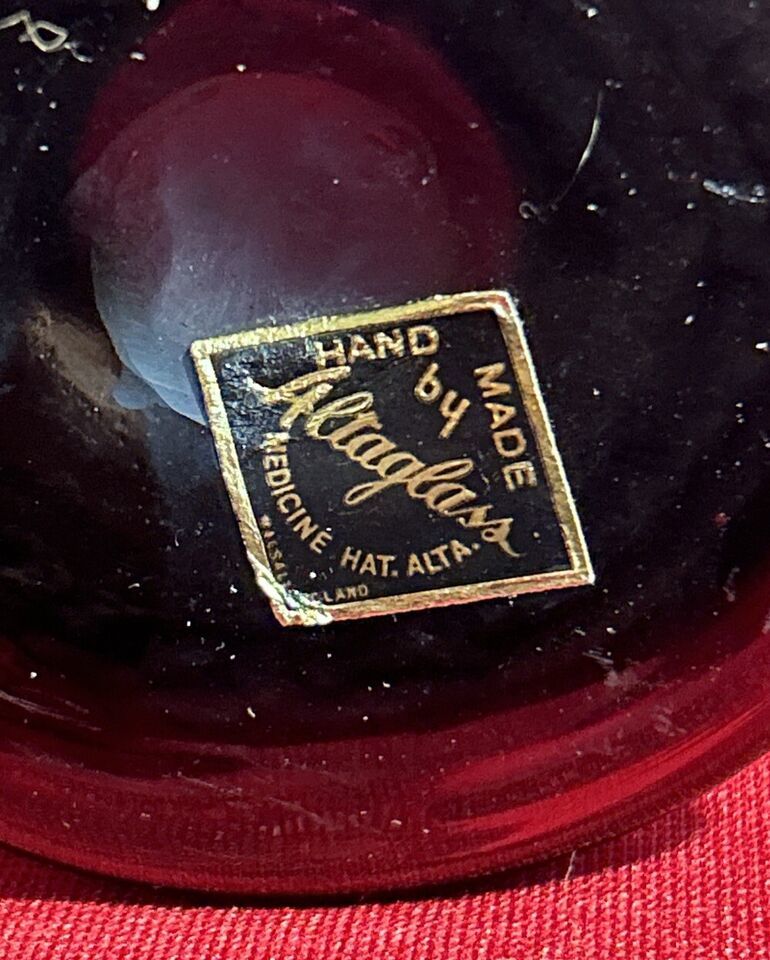 HAND
MADE
by
Altaglass
MEDICINE HAT. ALTA.